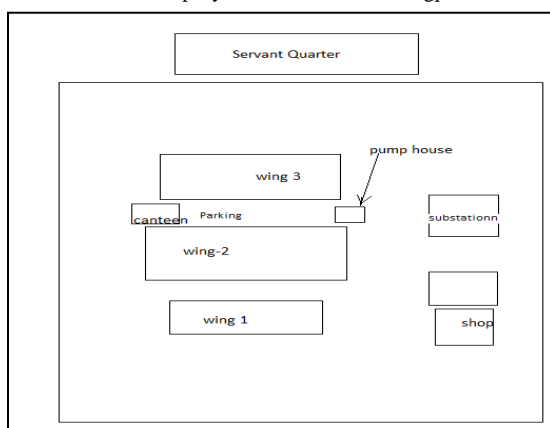 Servant Quarter
pump house
wing 3
canteen
Parking
substationn
wing-2
wing 1
shop